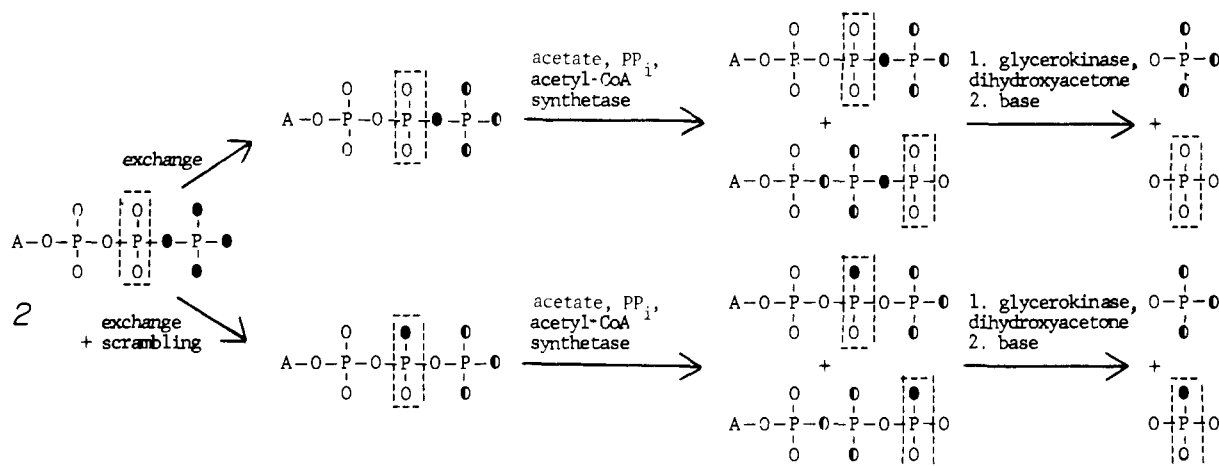 O O ●
A-O-P-O-P-●-P-●
O O ●
2
exchange
exchange
+ scrambling
O O ◐
A-O-P-O-P-●-P-◐
O O ◐
acetate, PPi,
acetyl-CoA
synthetase
O O ◐
A-O-P-O-P-●-P-◐
O O ◐
+
O ◐ O
A-O-P-◐-P-●-P-O
O ◐ O
1. glycerokinase,
dihydroxyacetone
2. base
◐
O-P-◐
◐
+
O
O-P-O
O
O ● ◐
A-O-P-O-P-O-P-◐
O O ◐
acetate, PPi,
acetyl-CoA
synthetase
O ● ◐
A-O-P-O-P-O-P-◐
O O ◐
+
O ◐ ●
A-O-P-◐-P-O-P-O
O ◐ O
1. glycerokinase,
dihydroxyacetone
2. base
◐
O-P-◐
◐
+
●
O-P-O
O